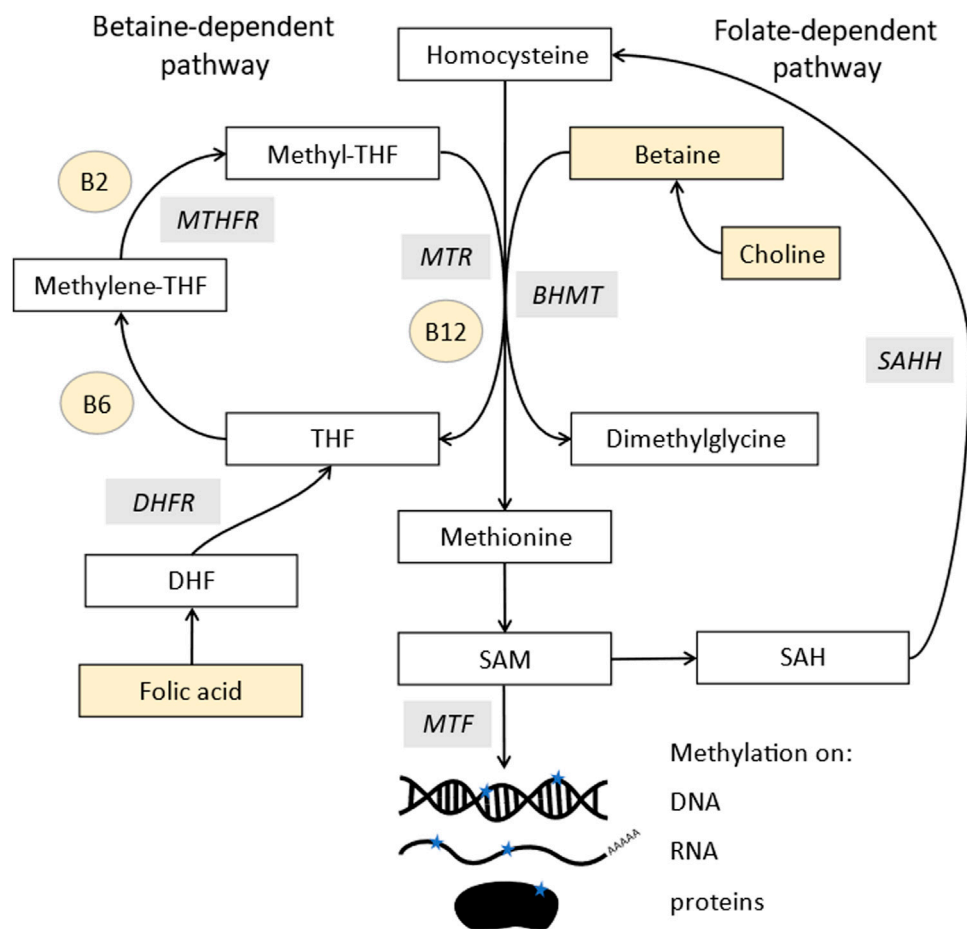 Betaine-dependent
pathway
Homocysteine
Folate-dependent
pathway
Methyl-THF
Betaine
B2
MTHFR
Choline
MTR
Methylene-THF
BHMT
B12
SAHH
B6
THF
Dimethylglycine
DHFR
Methionine
DHF
SAM
SAH
Folic acid
MTF
Methylation on:
DNA
AAAAA
RNA
proteins